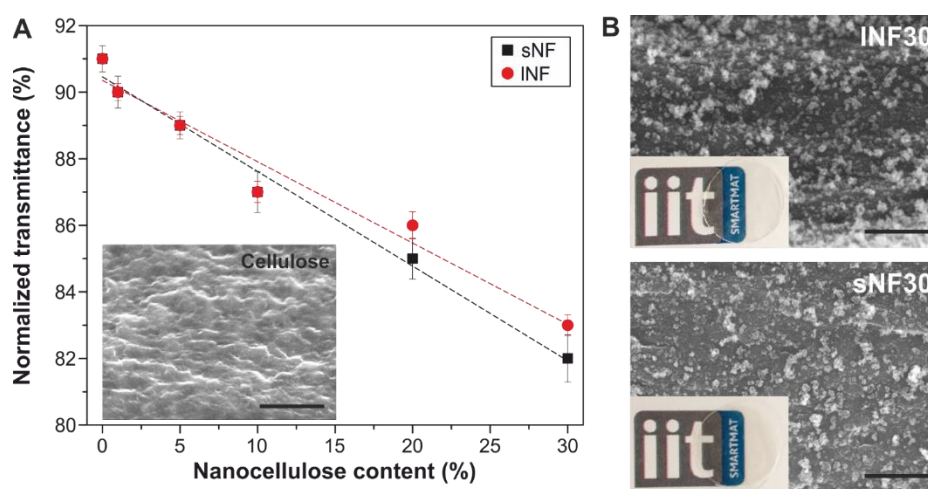 A
92
90
88
86
84
82
80
Normalized transmittance (%)
sNF
lNF
Cellulose
0
5
10
15
20
25
30
Nanocellulose content (%)
B
lNF30
iit
SMARTMAT
sNF30
iit
SMARTMAT